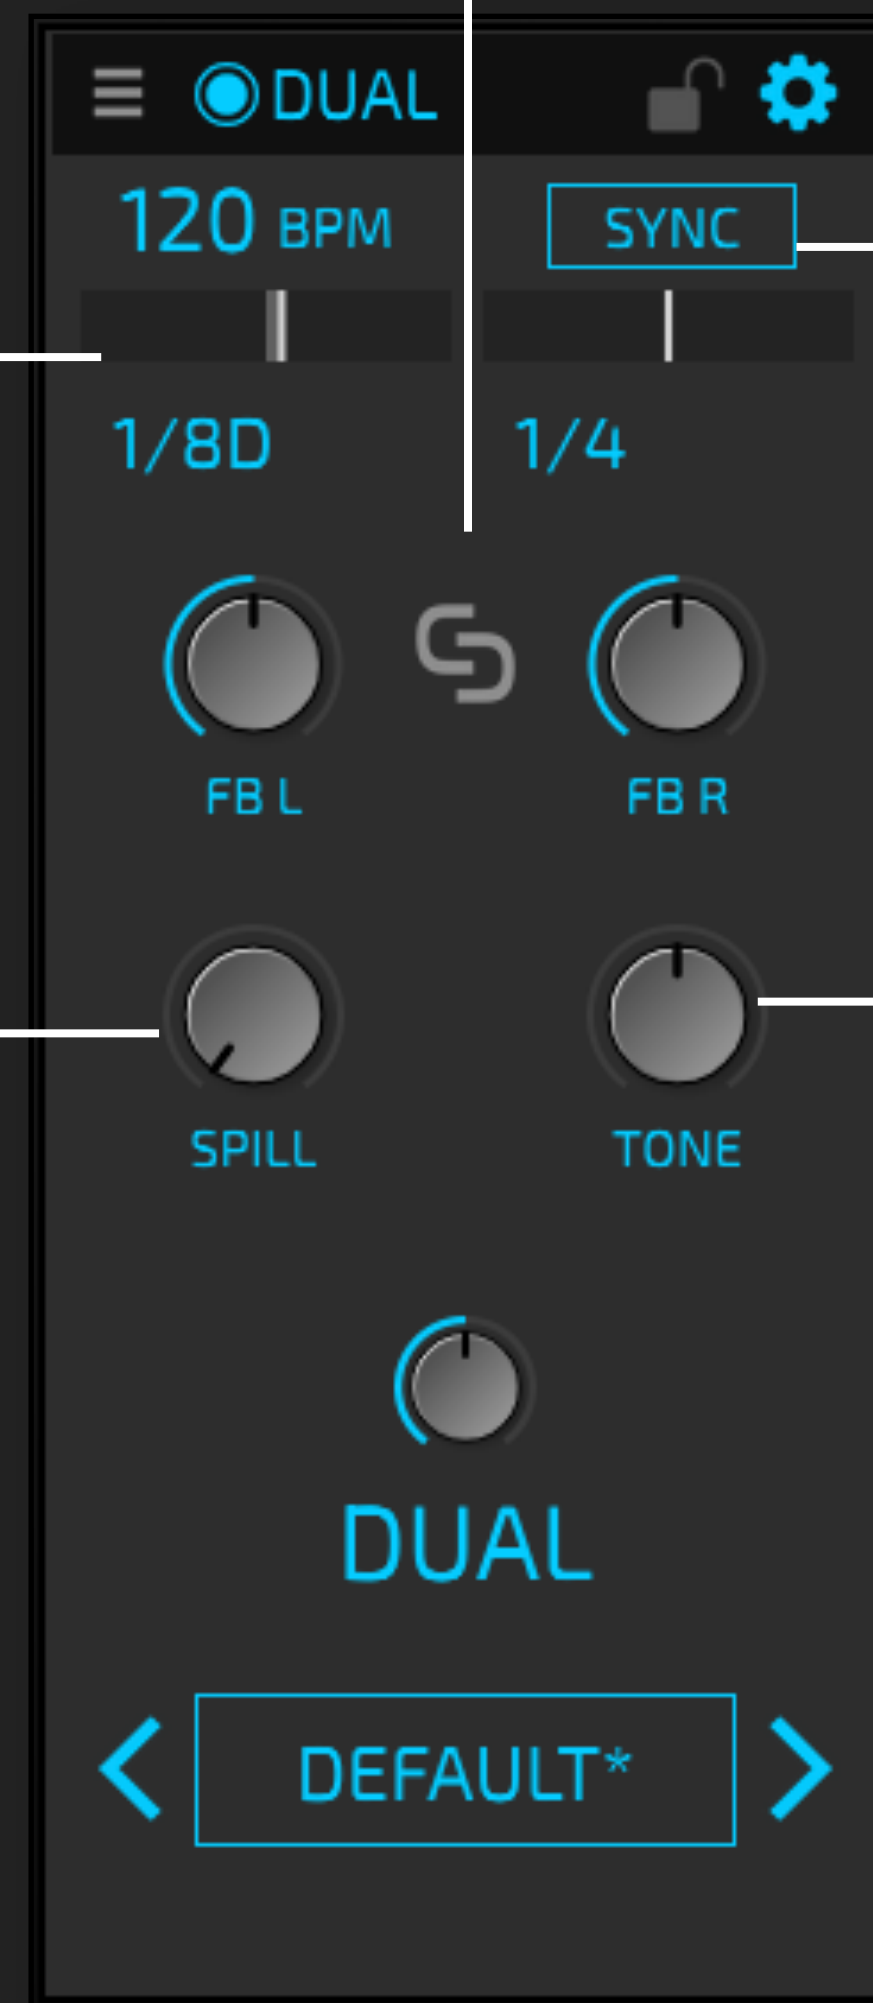 DUAL
120 BPM SYNC
1/8D 1/4
FB L FB R
SPILL TONE
DUAL
DEFAULT*